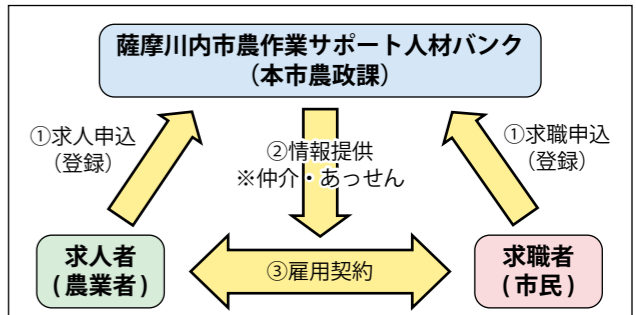 薩摩川内市農作業サポート人材バンク
（本市農政課）
①求人申込
（登録）
②情報提供
※仲介・あっせん
①求職申込
（登録）
求人者
(農業者)
③雇用契約
求職者
(市民)